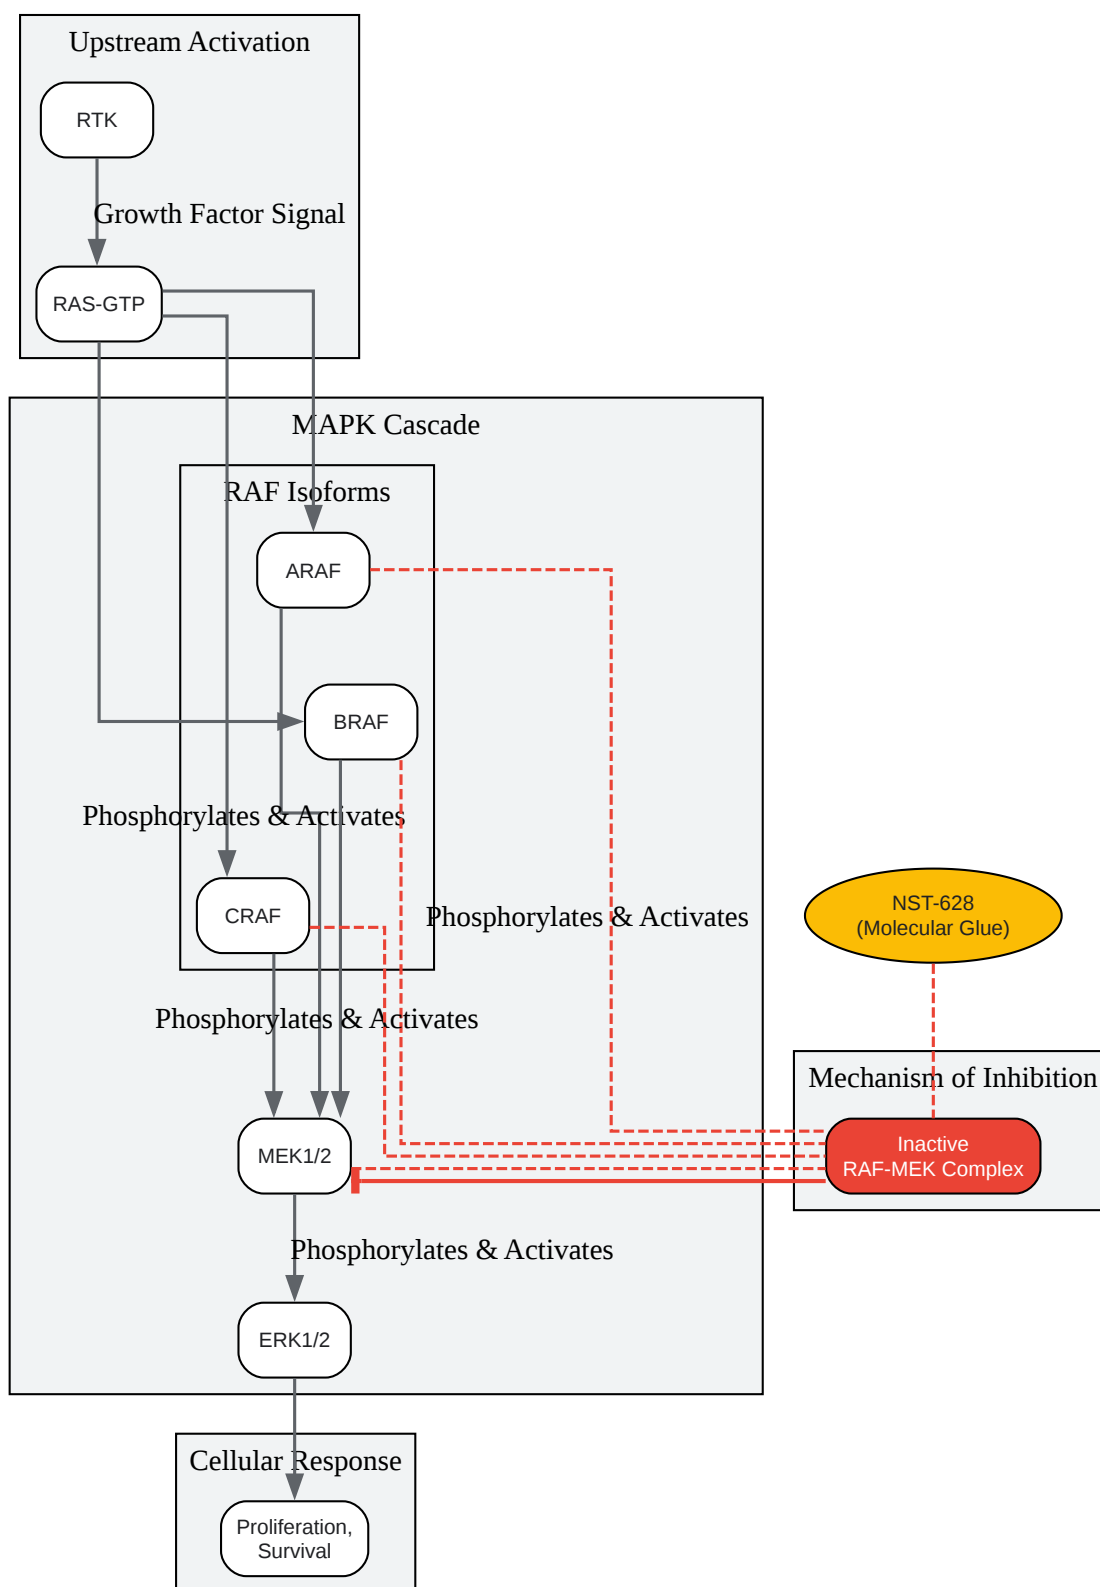 Upstream Activation
RTK
Growth Factor Signal
RAS-GTP
MAPK Cascade
RAF Isoforms
ARAF
BRAF
Phosphorylates & Activates
CRAF
Phosphorylates & Activates
NST-628
(Molecular Glue)
Phosphorylates & Activates
Mechanism of Inhibition
MEK1/2
Inactive
RAF-MEK Complex
Phosphorylates & Activates
ERK1/2
Cellular Response
Proliferation,
Survival